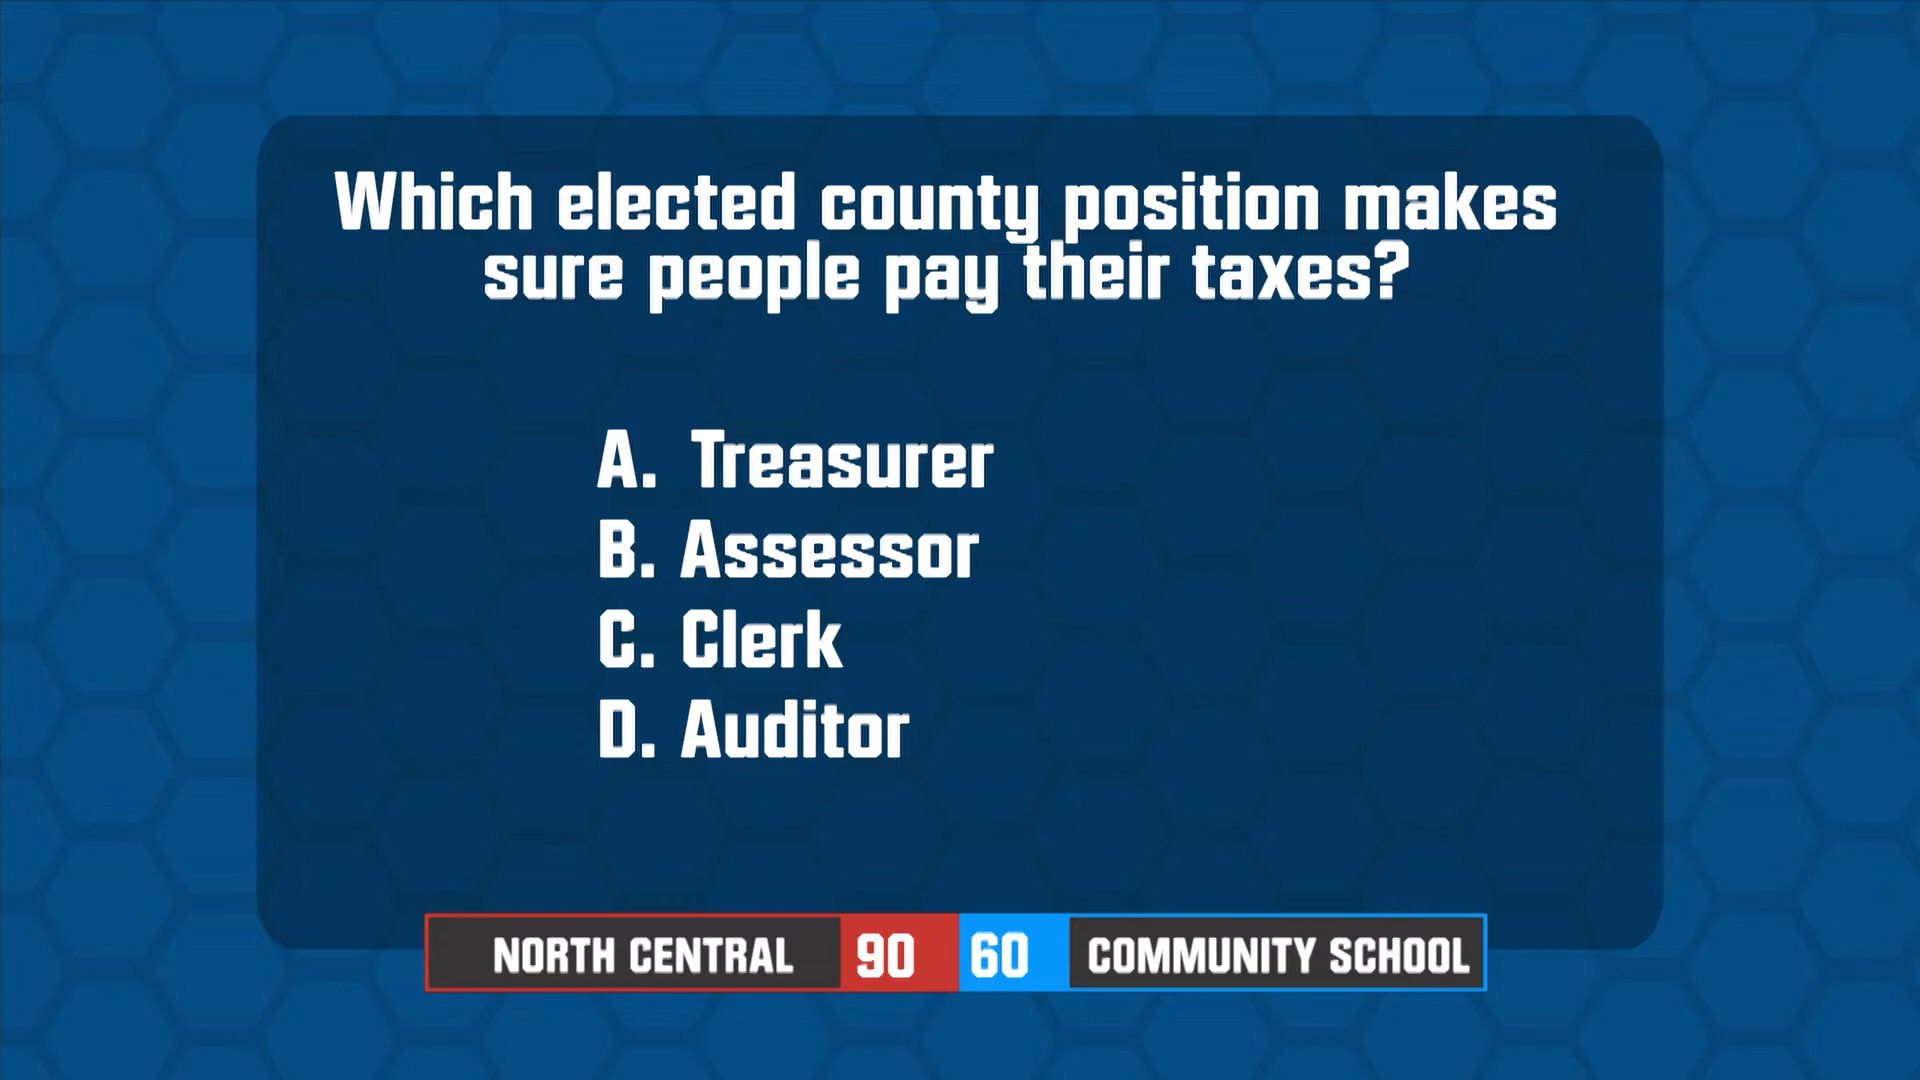 Which elected county position makes
sure people pay their taxes?
A. Treasurer
B. Assessor
C. Clerk
D. Auditor
NORTH CENTRAL 90 60 COMMUNITY SCHOOL